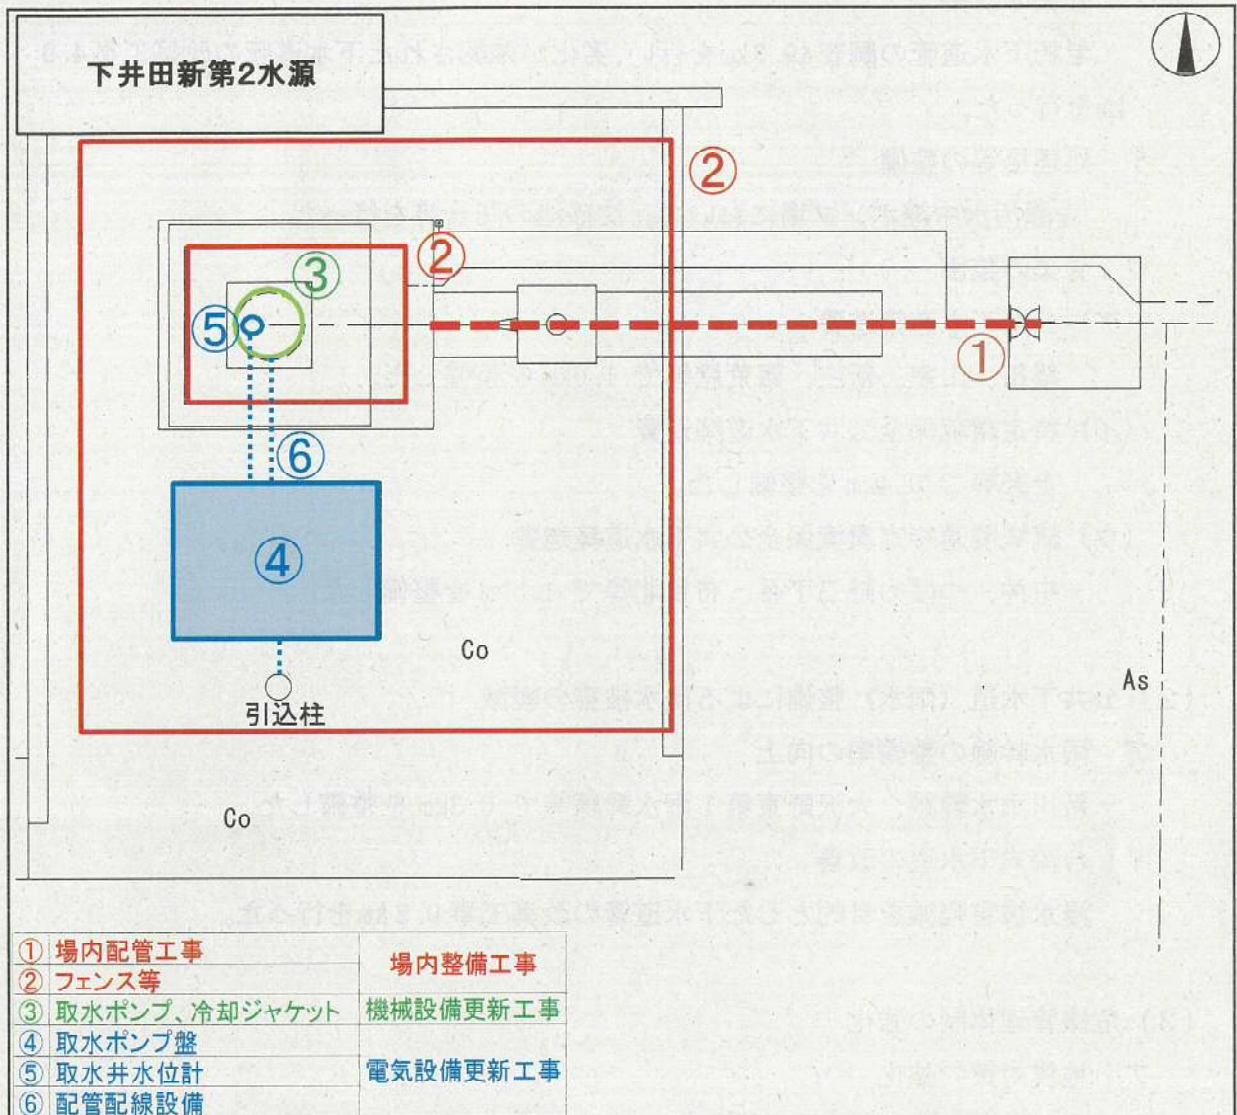 下井田新第2水源
②
②
③
⑤
①
⑥
④
Co
As
引込柱
Co
① 場内配管工事
② フェンス等
場内整備工事
③ 取水ポンプ、冷却ジャケット 機械設備更新工事
④ 取水ポンプ盤
⑤ 取水井水位計 電気設備更新工事
⑥ 配管配線設備